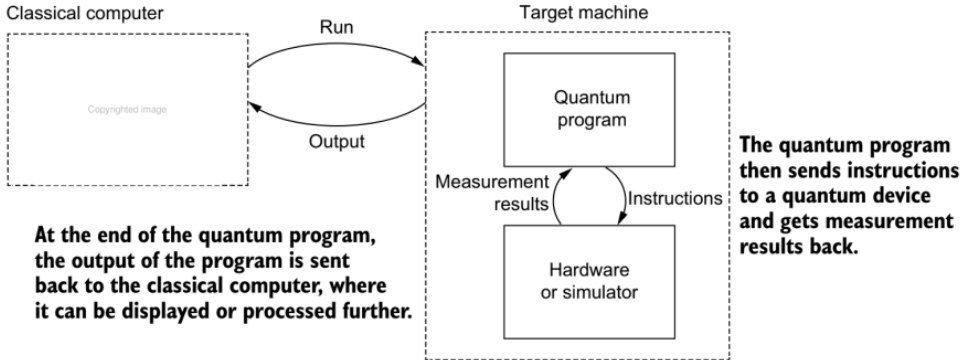 Classical computer
Target machine
Run
Copyrighted image
Output
Quantum
program
Measurement
results
Instructions
Hardware
or simulator
The quantum program
then sends instructions
to a quantum device
and gets measurement
results back.
At the end of the quantum program,
the output of the program is sent
back to the classical computer, where
it can be displayed or processed further.